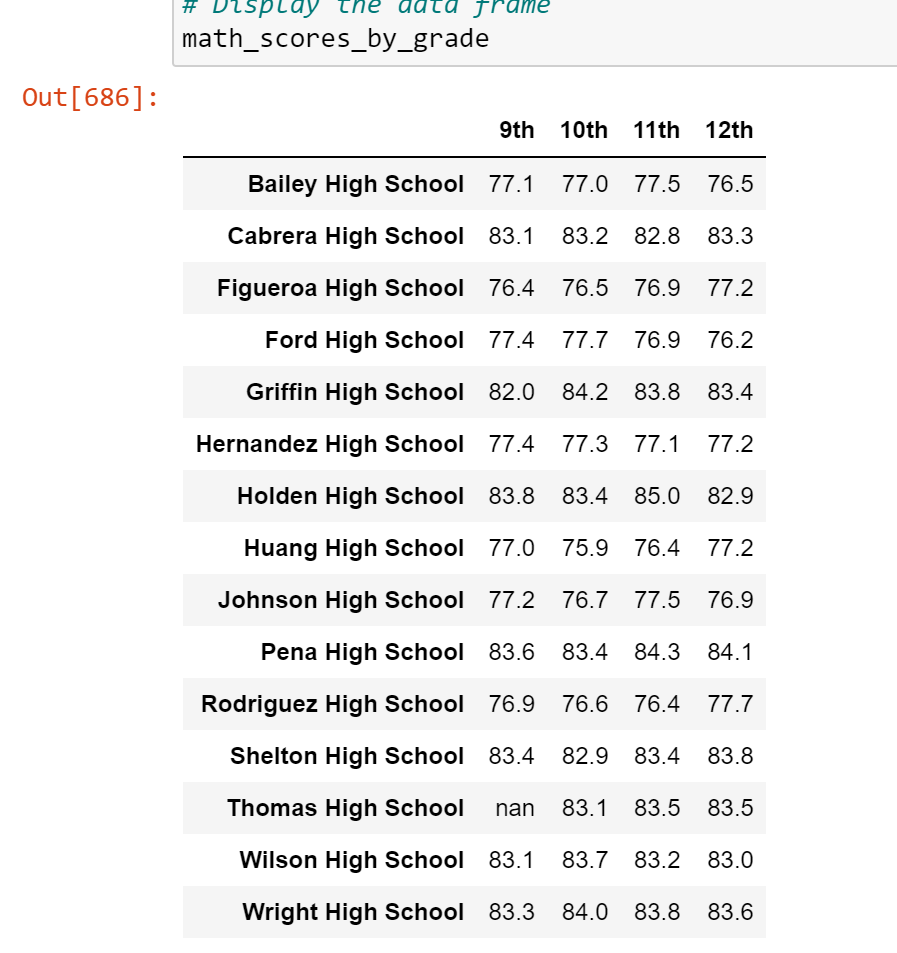 # Display the data frame
math_scores_by_grade
Out[686]:
9th 10th 11th 12th
Bailey High School 77.1 77.0 77.5 76.5
Cabrera High School 83.1 83.2 82.8 83.3
Figueroa High School 76.4 76.5 76.9 77.2
Ford High School 77.4 77.7 76.9 76.2
Griffin High School 82.0 84.2 83.8 83.4
Hernandez High School 77.4 77.3 77.1 77.2
Holden High School 83.8 83.4 85.0 82.9
Huang High School 77.0 75.9 76.4 77.2
Johnson High School 77.2 76.7 77.5 76.9
Pena High School 83.6 83.4 84.3 84.1
Rodriguez High School 76.9 76.6 76.4 77.7
Shelton High School 83.4 82.9 83.4 83.8
Thomas High School nan 83.1 83.5 83.5
Wilson High School 83.1 83.7 83.2 83.0
Wright High School 83.3 84.0 83.8 83.6